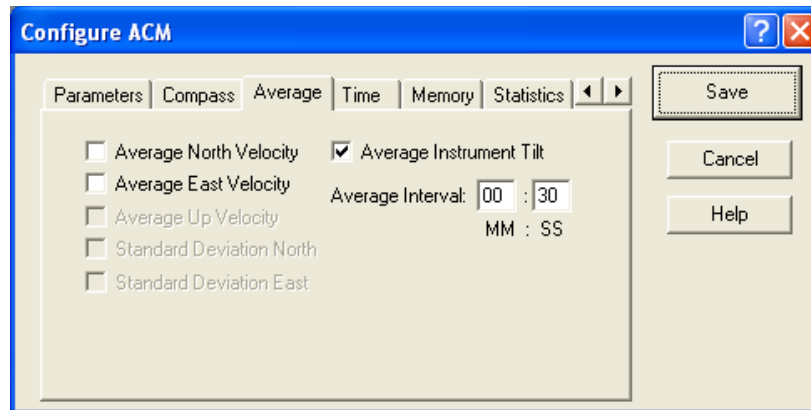 Configure ACM
Parameters Compass Average Time Memory Statistics
Save
Average North Velocity
Average Instrument Tilt
Cancel
Average East Velocity
Average Interval: 00 : 30
Average Up Velocity
MM : SS
Help
Standard Deviation North
Standard Deviation East